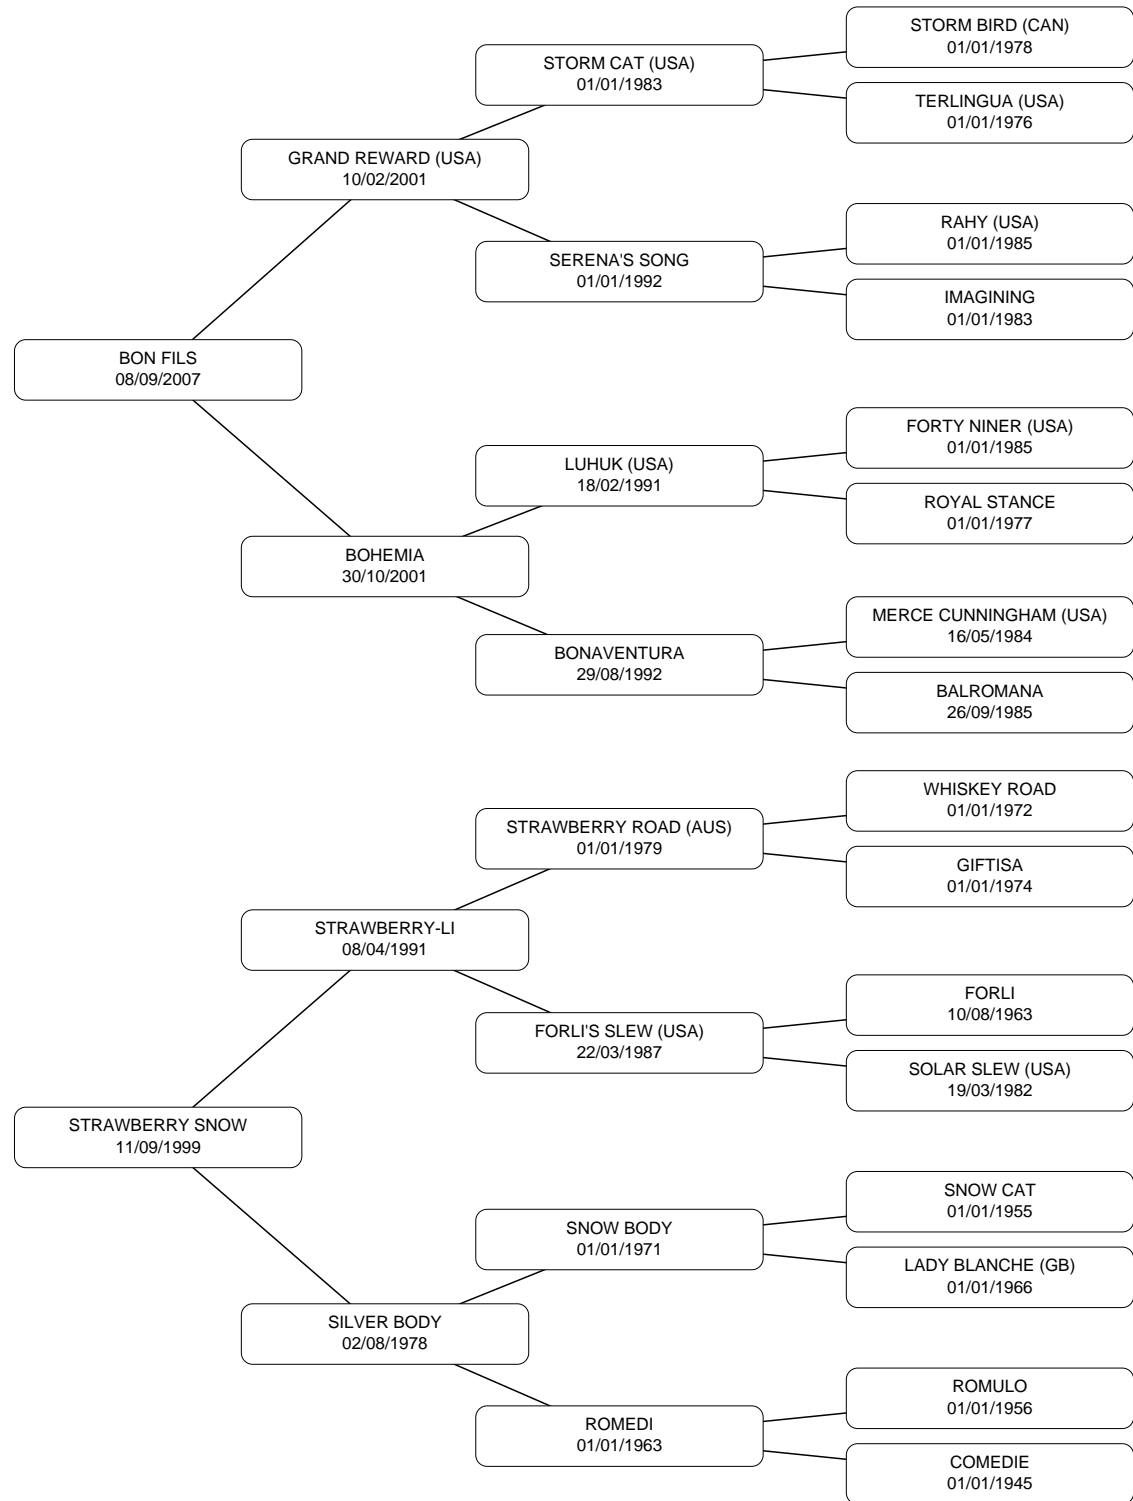 STORM BIRD (CAN)
01/01/1978
STORM CAT (USA)
01/01/1983
TERLINGUA (USA)
01/01/1976
GRAND REWARD (USA)
10/02/2001
RAHY (USA)
01/01/1985
SERENA'S SONG
01/01/1992
IMAGINING
01/01/1983
BON FILS
08/09/2007
FORTY NINER (USA)
01/01/1985
LUHUK (USA)
18/02/1991
ROYAL STANCE
01/01/1977
BOHEMIA
30/10/2001
MERCE CUNNINGHAM (USA)
16/05/1984
BONAVENTURA
29/08/1992
BALROMANA
26/09/1985
WHISKEY ROAD
01/01/1972
STRAWBERRY ROAD (AUS)
01/01/1979
GIFTISA
01/01/1974
STRAWBERRY-LI
08/04/1991
FORLI
10/08/1963
FORLI'S SLEW (USA)
22/03/1987
SOLAR SLEW (USA)
19/03/1982
STRAWBERRY SNOW
11/09/1999
SNOW CAT
01/01/1955
SNOW BODY
01/01/1971
LADY BLANCHE (GB)
01/01/1966
SILVER BODY
02/08/1978
ROMULO
01/01/1956
ROMEDI
01/01/1963
COMEDIE
01/01/1945